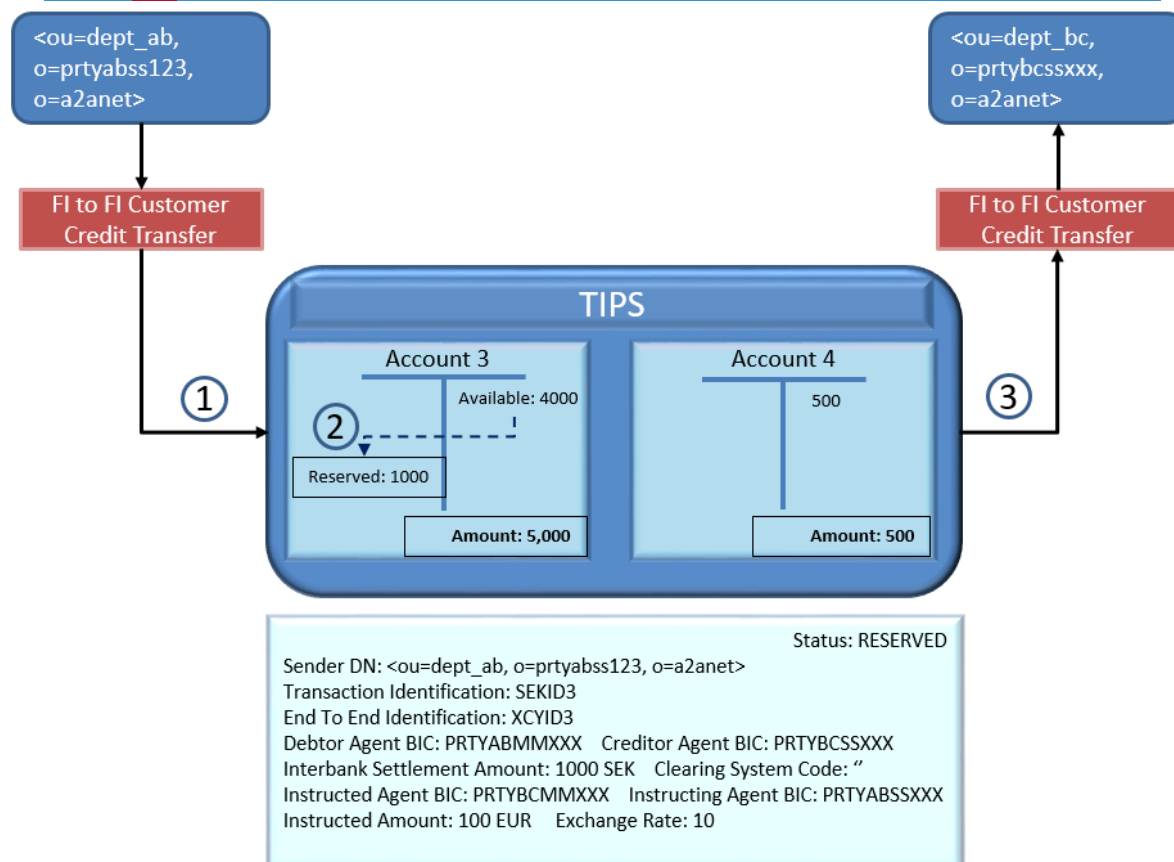 <ou=dept_ab,
o=prtyabss123,
o=a2anet>
<ou=dept_bc,
o=prtybcssxxx,
o=a2anet>
FI to FI Customer
Credit Transfer
FI to FI Customer
Credit Transfer
TIPS
Account 3
Account 4
1
Available: 4000
500
3
2
Reserved: 1000
Amount: 5,000
Amount: 500
Status: RESERVED
Sender DN: <ou=dept_ab, o=prtyabss123, o=a2anet>
Transaction Identification: SEKID3
End To End Identification: XCYID3
Debtor Agent BIC: PRTYABMMXXX Creditor Agent BIC: PRTYBCSSXXX
Interbank Settlement Amount: 1000 SEK Clearing System Code: ‘’
Instructed Agent BIC: PRTYBCMMXXX Instructing Agent BIC: PRTYABSSXXX
Instructed Amount: 100 EUR Exchange Rate: 10